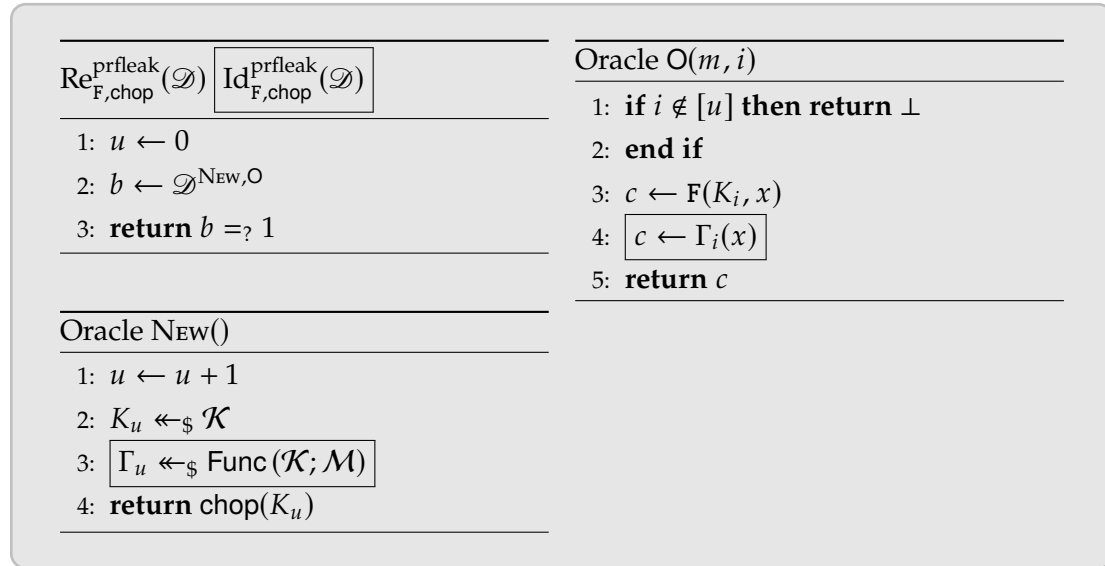 Re^{prfleak}_{F,chop}(𝒟) Id^{prfleak}_{F,chop}(𝒟)
1: u ← 0
2: b ← 𝒟^{New,O}
3: return b =? 1
Oracle New()
1: u ← u + 1
2: K_u ↞$ 𝒦
3: Γ_u ↞$ Func(𝒦; ℳ)
4: return chop(K_u)
Oracle O(m, i)
1: if i ∉ [u] then return ⊥
2: end if
3: c ← F(K_i, x)
4: c ← Γ_i(x)
5: return c